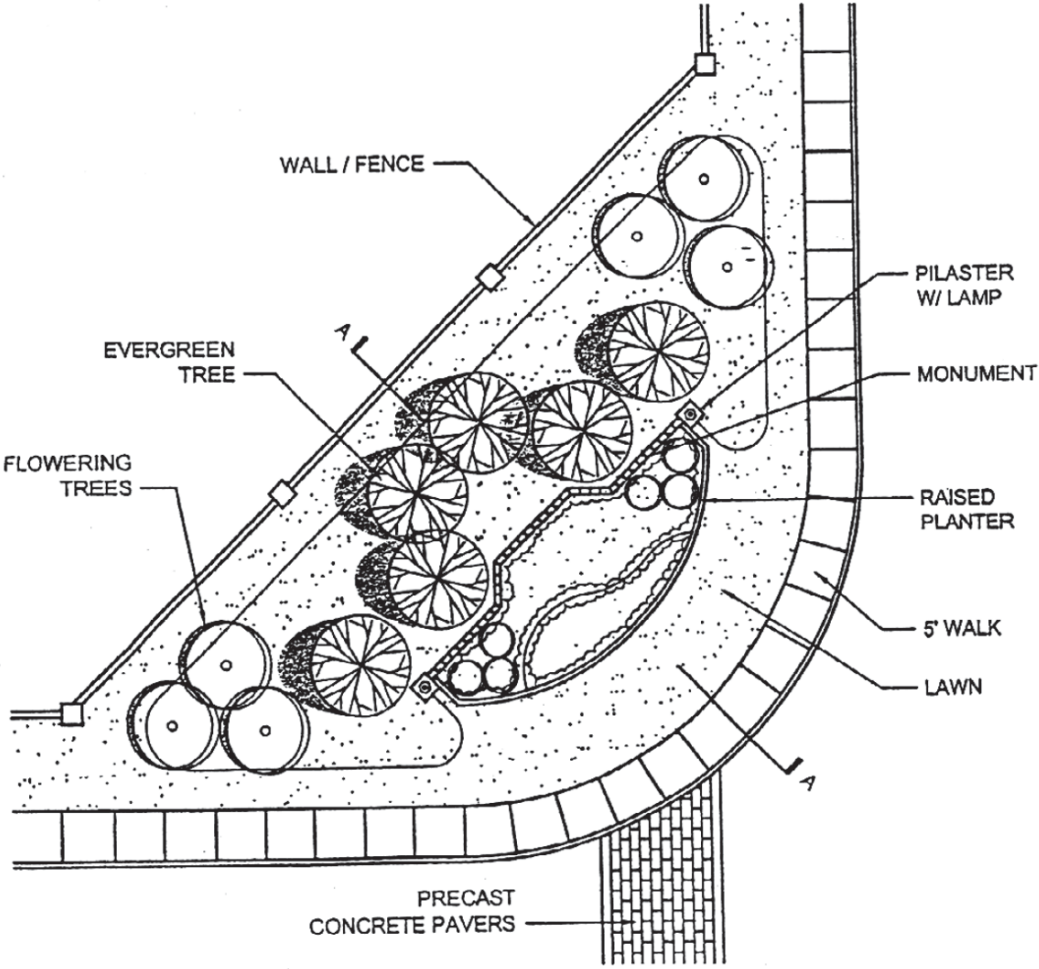 WALL / FENCE
PILASTER
W/ LAMP
A
EVERGREEN
TREE
MONUMENT
FLOWERING
TREES
RAISED
PLANTER
5' WALK
LAWN
A
PRECAST
CONCRETE PAVERS